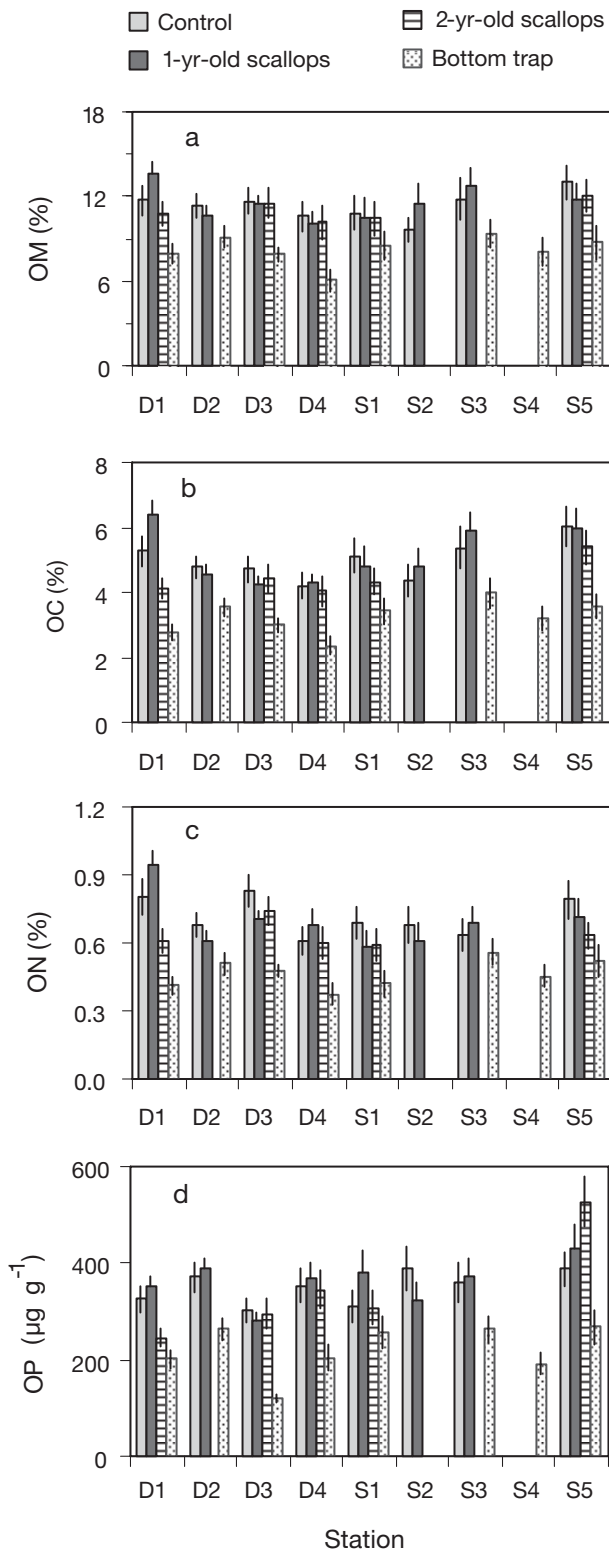 Control
2-yr-old scallops
1-yr-old scallops
Bottom trap
a
18
12
6
0
OM (%)
D1 D2 D3 D4 S1 S2 S3 S4 S5
b
8
6
4
2
0
OC (%)
D1 D2 D3 D4 S1 S2 S3 S4 S5
c
1.2
0.9
0.6
0.3
0.0
ON (%)
D1 D2 D3 D4 S1 S2 S3 S4 S5
d
600
400
200
0
OP (µg g⁻¹)
D1 D2 D3 D4 S1 S2 S3 S4 S5
Station